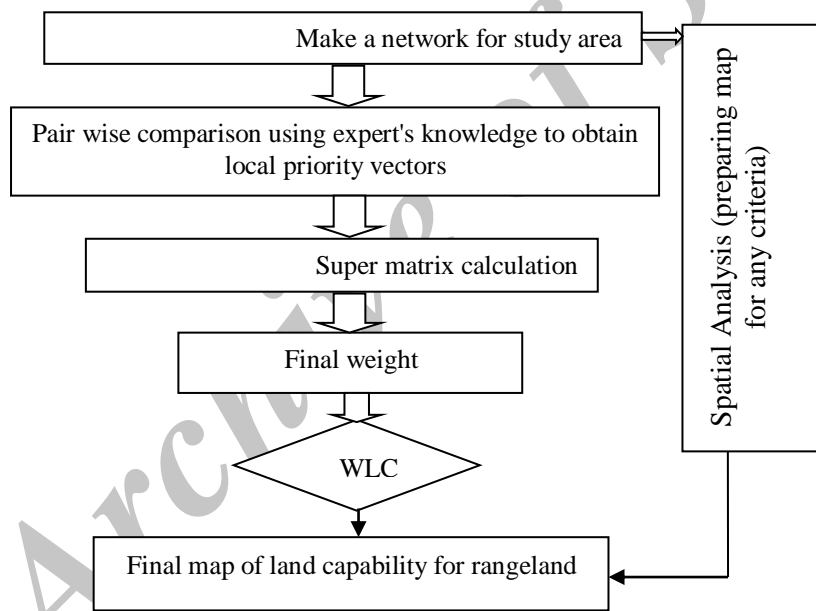 Make a network for study area
Pair wise comparison using expert's knowledge to obtain
local priority vectors
Super matrix calculation
Final weight
WLC
Final map of land capability for rangeland
Spatial Analysis (preparing map
for any criteria)
Archive